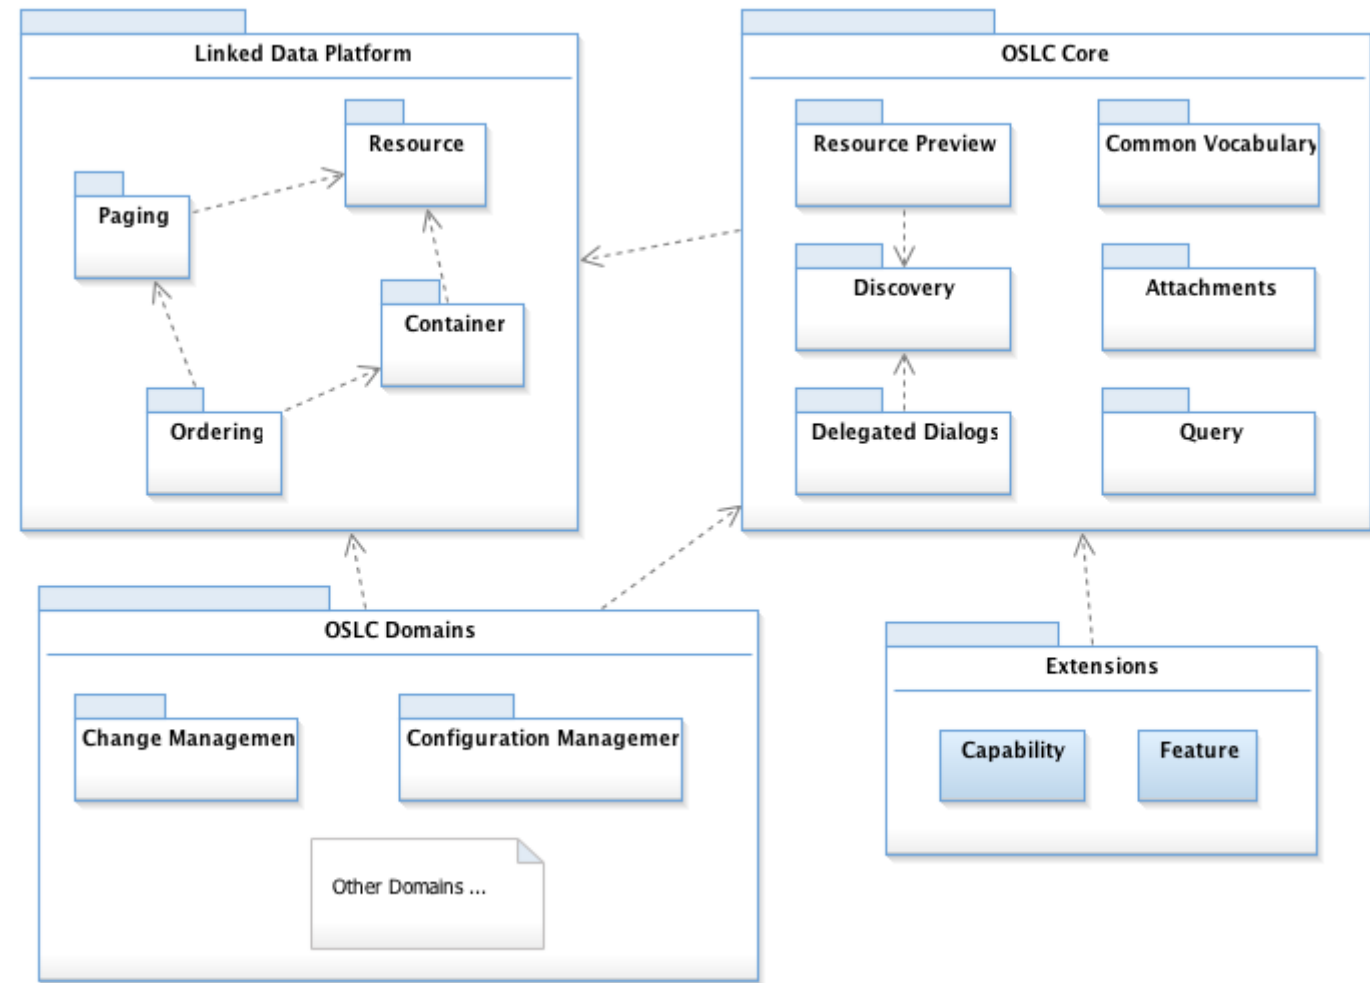 Linked Data Platform
Resource
Paging
Container
Ordering
OSLC Core
Resource Preview
Common Vocabulary
Discovery
Attachments
Delegated Dialogs
Query
OSLC Domains
Change Managemen
Configuration Managemer
Other Domains ...
Extensions
Capability
Feature